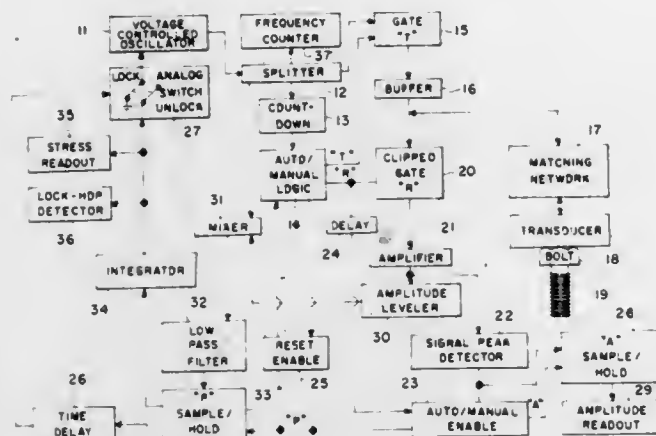 11
VOLTAGE
CONTROLLED
OSCILLATOR
FREQUENCY
COUNTER
37
GATE
"T"
15
SPLITTER
12
LOCK
ANALOG
SWITCH
UNLOCK
27
COUNT-
DOWN
13
BUFFER
16
35
STRESS
READOUT
LOCK-HOP
DETECTOR
36
AUTO/
MANUAL
LOGIC
"T"
"R"
CLIPPED
GATE
"R"
20
17
MATCHING
NETWORK
31
MIXER
18
DELAY
24
21
AMPLIFIER
TRANSDUCER
18
BOLT
19
INTEGRATOR
34
32
AMPLITUDE
LEVELER
30
22
LOW
PASS
FILTER
RESET
ENABLE
25
SIGNAL PEAK
DETECTOR
23
28
"A"
SAMPLE/
HOLD
26
TIME
DELAY
"P"
SAMPLE/
HOLD
33
"P"
AUTO/MANUAL
ENABLE
"A"
29
AMPLITUDE
READOUT